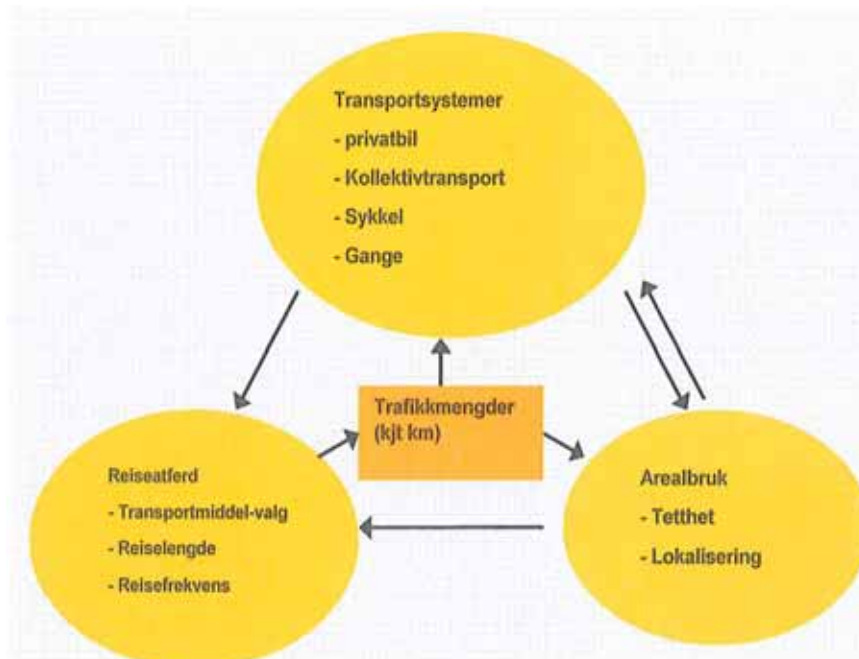 Transportsystemer
- privatbil
- Kollektivtransport
- Sykkel
- Gange
Trafikkmengder
(kjt km)
Reiseatferd
- Transportmiddel-valg
- Reiselengde
- Reisefrekvens
Arealbruk
- Tetthet
- Lokalisering